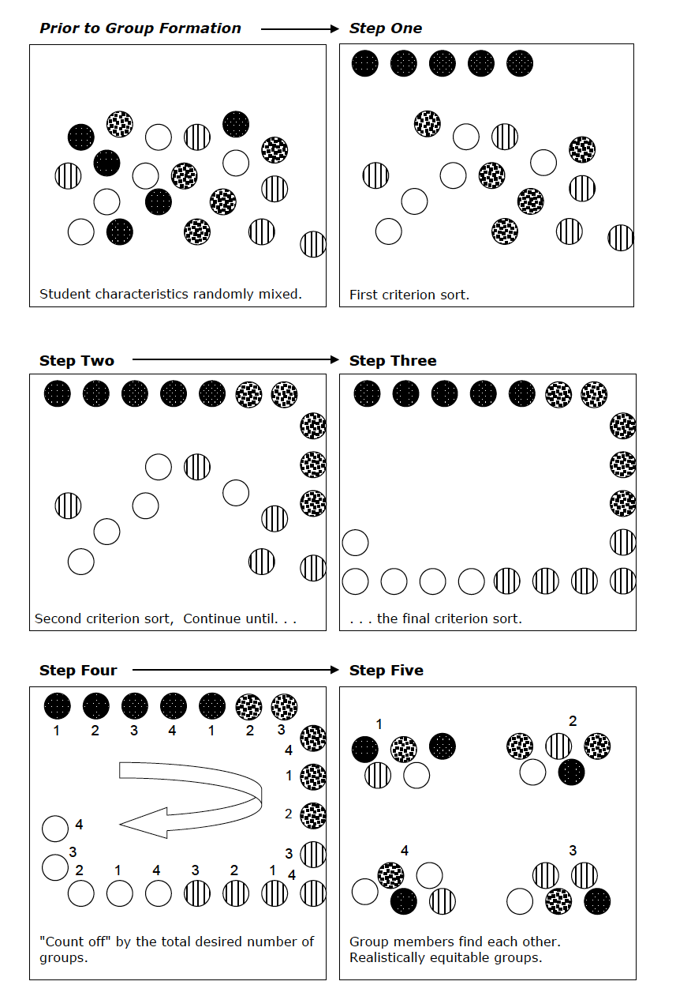 Prior to Group Formation
Step One
Student characteristics randomly mixed.
First criterion sort.
Step Two
Step Three
Second criterion sort,  Continue until. . .
. . . the final criterion sort.
Step Four
Step Five
1 2 3 4 1 2 3
4
1
2
3
4
4
3
2 1 4 3 2 1
"Count off" by the total desired number of
groups.
1
2
4
3
Group members find each other.
Realistically equitable groups.